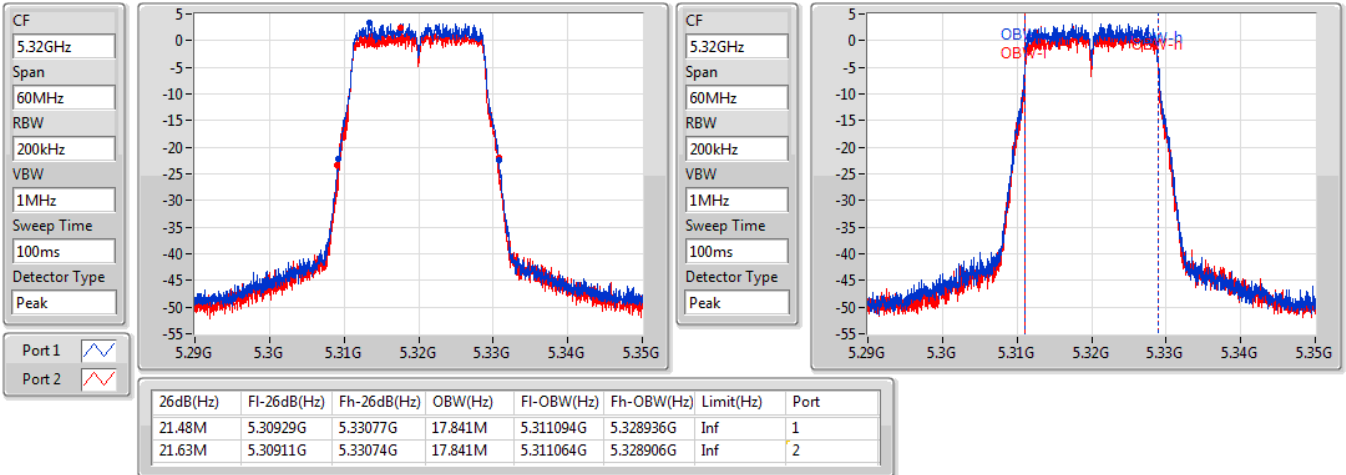 CF
5.32GHz
Span
60MHz
RBW
200kHz
VBW
1MHz
Sweep Time
100ms
Detector Type
Peak
Port 1
Port 2
5
0
-5
-10
-15
-20
-25
-30
-35
-40
-45
-50
-55
5.29G 5.3G 5.31G 5.32G 5.33G 5.34G 5.35G
CF
5.32GHz
Span
60MHz
RBW
200kHz
VBW
1MHz
Sweep Time
100ms
Detector Type
Peak
5
0
-5
-10
-15
-20
-25
-30
-35
-40
-45
-50
-55
5.29G 5.3G 5.31G 5.32G 5.33G 5.34G 5.35G
26dB(Hz) Fl-26dB(Hz) Fh-26dB(Hz) OBW(Hz) Fl-OBW(Hz) Fh-OBW(Hz) Limit(Hz) Port
21.48M 5.30929G 5.33077G 17.841M 5.311094G 5.328936G Inf 1
21.63M 5.30911G 5.33074G 17.841M 5.311064G 5.328906G Inf 2